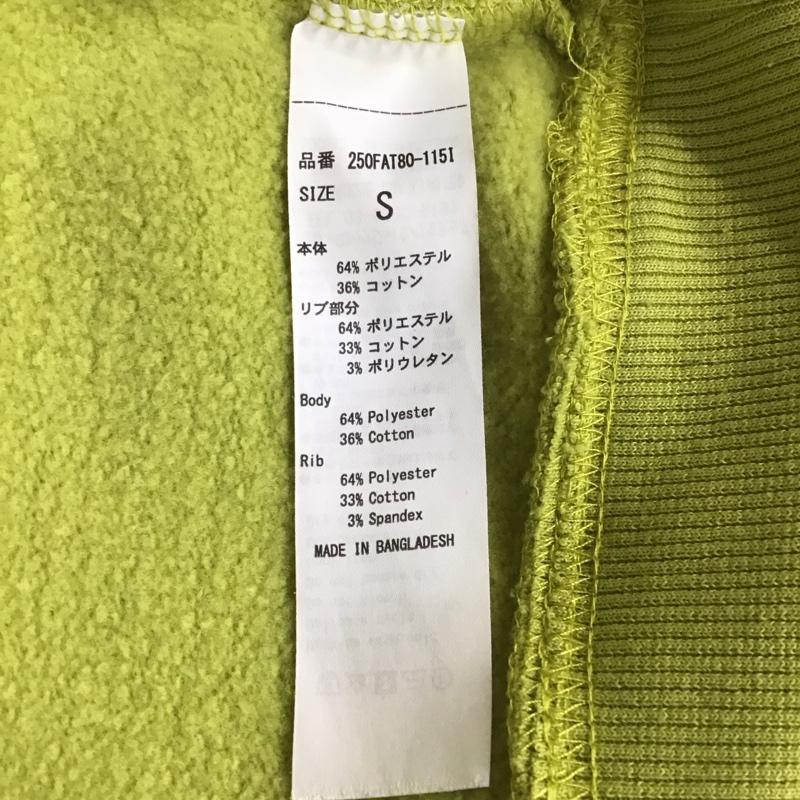 品番 250FAT80-115I
SIZE S
本体
64% ポリエステル
36% コットン
リブ部分
64% ポリエステル
33% コットン
3% ポリウレタン
Body
64% Polyester
36% Cotton
Rib
64% Polyester
33% Cotton
3% Spandex
MADE IN BANGLADESH